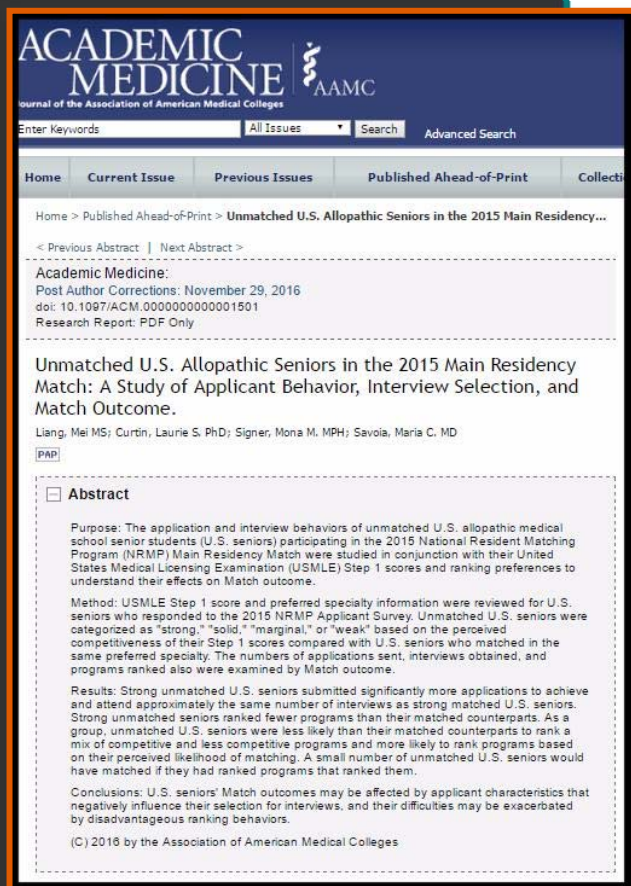 ACADEMIC
MEDICINE
AAMC
Journal of the Association of American Medical Colleges
Enter Keywords All Issues Search Advanced Search
Home Current Issue Previous Issues Published Ahead-of-Print Collecti
Home > Published Ahead-of-Print > Unmatched U.S. Allopathic Seniors in the 2015 Main Residency...
< Previous Abstract | Next Abstract >
Academic Medicine:
Post Author Corrections: November 29, 2016
doi: 10.1097/ACM.0000000000001501
Research Report: PDF Only
Unmatched U.S. Allopathic Seniors in the 2015 Main Residency
Match: A Study of Applicant Behavior, Interview Selection, and
Match Outcome.
Liang, Mei MS; Curtin, Laurie S. PhD; Signer, Mona M. MPH; Savoia, Maria C. MD
PAP
Abstract
Purpose: The application and interview behaviors of unmatched U.S. allopathic medical
school senior students (U.S. seniors) participating in the 2015 National Resident Matching
Program (NRMP) Main Residency Match were studied in conjunction with their United
States Medical Licensing Examination (USMLE) Step 1 scores and ranking preferences to
understand their effects on Match outcome.
Method: USMLE Step 1 score and preferred specialty information were reviewed for U.S.
seniors who responded to the 2015 NRMP Applicant Survey. Unmatched U.S. seniors were
categorized as "strong," "solid," "marginal," or "weak" based on the perceived
competitiveness of their Step 1 scores compared with U.S. seniors who matched in the
same preferred specialty. The numbers of applications sent, interviews obtained, and
programs ranked also were examined by Match outcome.
Results: Strong unmatched U.S. seniors submitted significantly more applications to achieve
and attend approximately the same number of interviews as strong matched U.S. seniors.
Strong unmatched seniors ranked fewer programs than their matched counterparts. As a
group, unmatched U.S. seniors were less likely than their matched counterparts to rank a
mix of competitive and less competitive programs and more likely to rank programs based
on their perceived likelihood of matching. A small number of unmatched U.S. seniors would
have matched if they had ranked programs that ranked them.
Conclusions: U.S. seniors' Match outcomes may be affected by applicant characteristics that
negatively influence their selection for interviews, and their difficulties may be exacerbated
by disadvantageous ranking behaviors.
(C) 2016 by the Association of American Medical Colleges